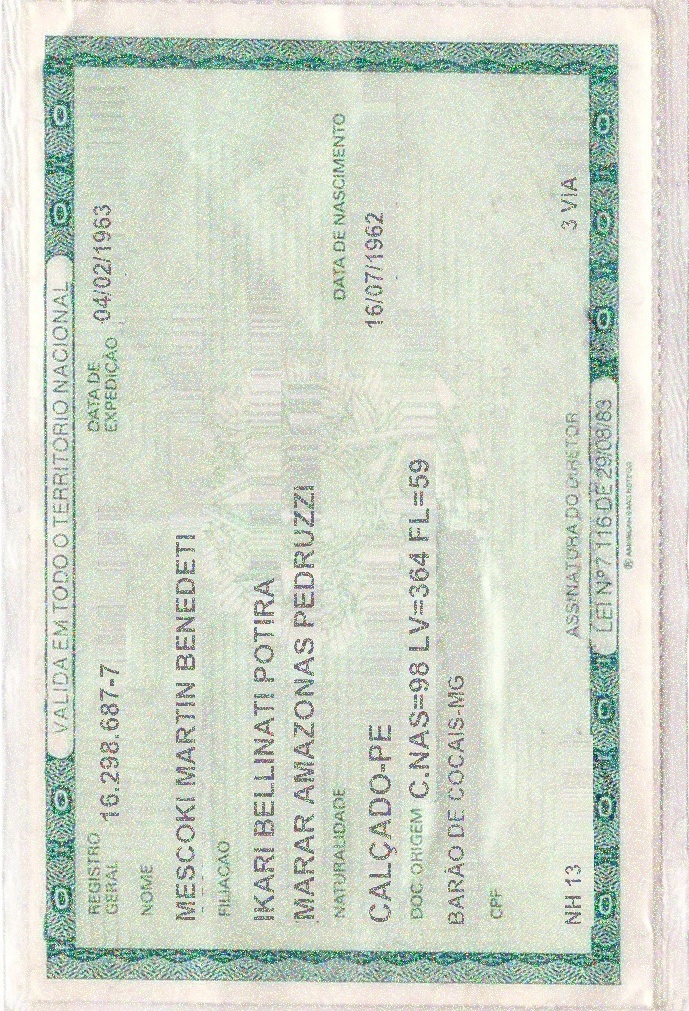 VALIDA EM TODO O TERRITORIO NACIONAL
REGISTRO GERAL 16.298.687-7 DATA DE EXPEDIÇÃO 04/02/1963
NOME
MESCOKI MARTIN BENEDETI
FILIACAO
IKARI BELLINATI POTIRA
MARAR AMAZONAS PEDRUZZI
NATURALIDADE DATA DE NASCIMENTO
CALÇADO-PE 16/07/1962
DOC. ORIGEM C.NAS=98 LV=364 FL=59
BARÃO DE COCAIS-MG
CPF
NH 13 3 VIA
ASSINATURA DO DIRETOR
LEI Nº 7.116 DE 29/08/83